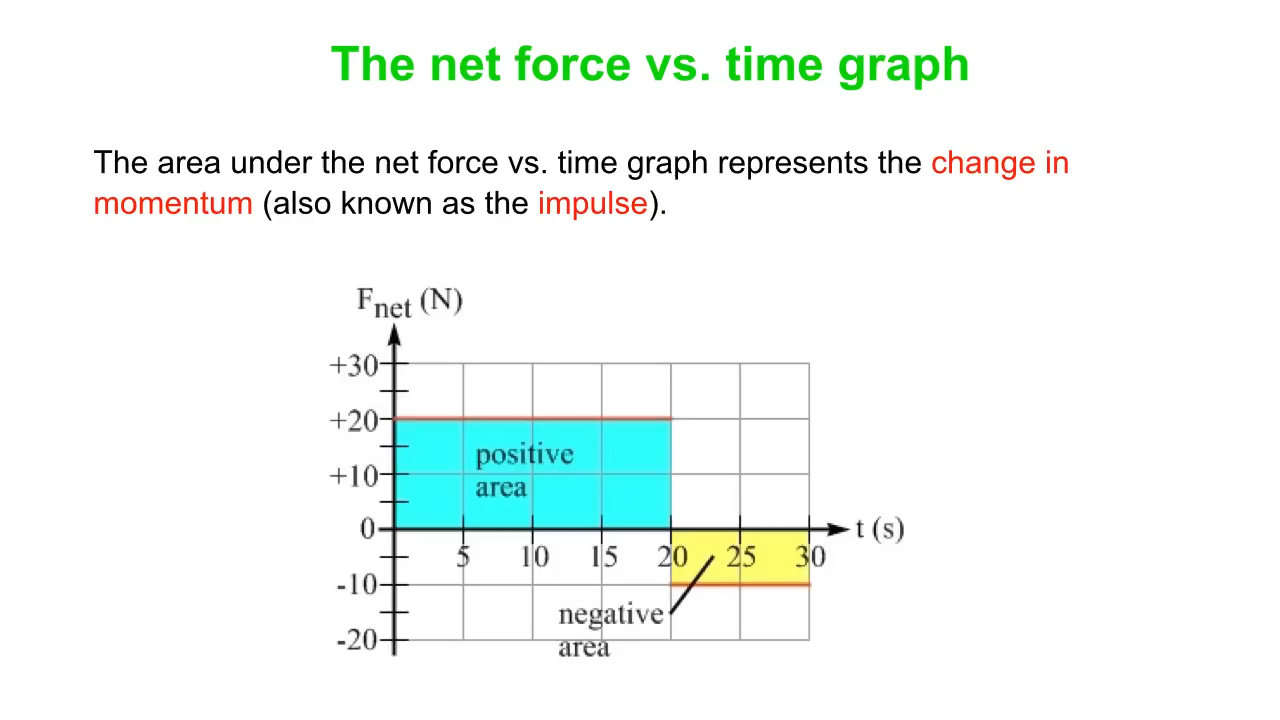 The net force vs. time graph
The area under the net force vs. time graph represents the change in
momentum (also known as the impulse).
Fnet (N)
+30
+20
positive
area
+10
0
t (s)
5 10 15 20 25 30
-10
negative
area
-20